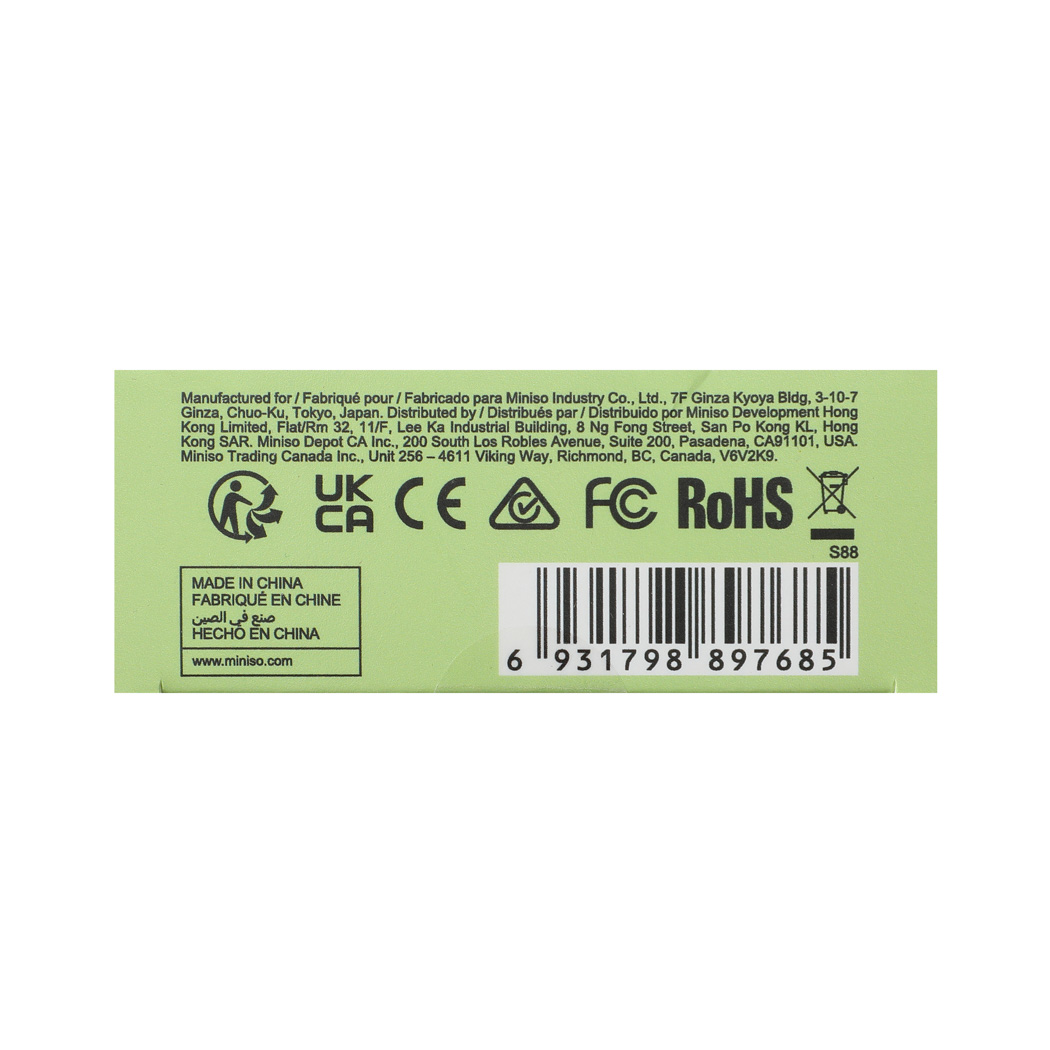 Manufactured for / Fabriqué pour / Fabricado para Miniso Industry Co., Ltd., 7F Ginza Kyoya Bldg, 3-10-7
Ginza, Chuo-Ku, Tokyo, Japan. Distributed by / Distribués par / Distribuido por Miniso Development Hong
Kong Limited, Flat/Rm 32, 11/F, Lee Ka Industrial Building, 8 Ng Fong Street, San Po Kong KL, Hong
Kong SAR. Miniso Depot CA Inc., 200 South Los Robles Avenue, Suite 200, Pasadena, CA91101, USA.
Miniso Trading Canada Inc., Unit 256 – 4611 Viking Way, Richmond, BC, Canada, V6V2K9.
UK
CA
CE
FC
RoHS
S88
MADE IN CHINA
FABRIQUÉ EN CHINE
صنع في الصين
HECHO EN CHINA
www.miniso.com
6 931798 897685